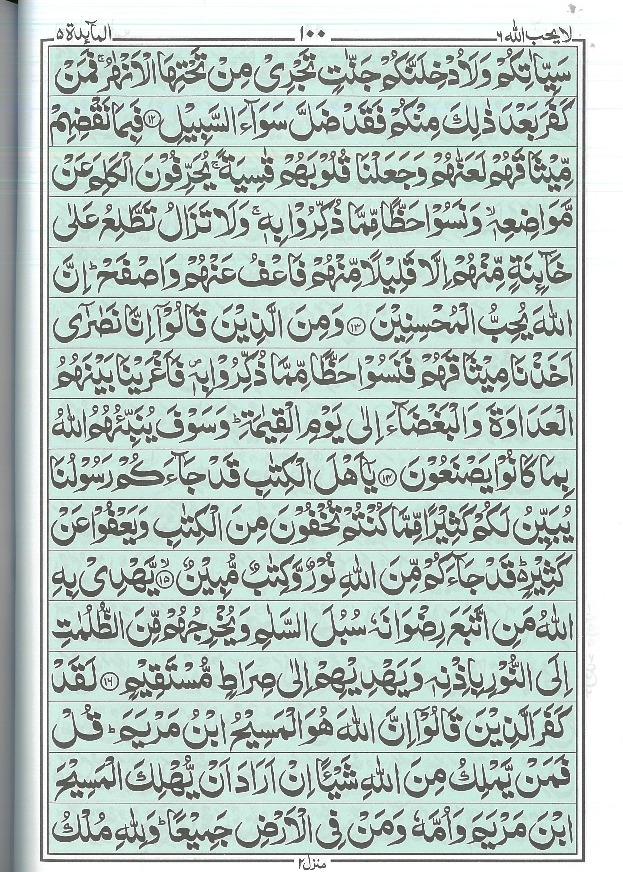 المآئدة ٥ ١٠٠ لا يحب الله ٦
سَيِّاٰتِكُمْ وَلَاُدْخِلَنَّكُمْ جَنّٰتٍ تَجْرِىْ مِنْ تَحْتِهَا الْاَنْهٰرُ ۚ فَمَنْ
كَفَرَ بَعْدَ ذٰلِكَ مِنْكُمْ فَقَدْ ضَلَّ سَوَآءَ السَّبِيْلِ ﴿١٢﴾ فَبِمَا نَقْضِهِمْ
مِّيْثَاقَهُمْ لَعَنّٰهُمْ وَجَعَلْنَا قُلُوْبَهُمْ قٰسِيَةً ۚ يُحَرِّفُوْنَ الْكَلِمَ عَنْ
مَّوَاضِعِهٖ ۙ وَنَسُوْا حَظًّا مِّمَّا ذُكِّرُوْا بِهٖ ۚ وَلَا تَزَالُ تَطَّلِعُ عَلٰى
خَآئِنَةٍ مِّنْهُمْ اِلَّا قَلِيْلًا مِّنْهُمْ فَاعْفُ عَنْهُمْ وَاصْفَحْ ؕ اِنَّ
اللّٰهَ يُحِبُّ الْمُحْسِنِيْنَ ﴿١٣﴾ وَمِنَ الَّذِيْنَ قَالُوْۤا اِنَّا نَصٰرٰۤى
اَخَذْنَا مِيْثَاقَهُمْ فَنَسُوْا حَظًّا مِّمَّا ذُكِّرُوْا بِهٖ ۪ فَاَغْرَيْنَا بَيْنَهُمُ
الْعَدَاوَةَ وَالْبَغْضَآءَ اِلٰى يَوْمِ الْقِيٰمَةِ ؕ وَسَوْفَ يُنَبِّئُهُمُ اللّٰهُ
بِمَا كَانُوْا يَصْنَعُوْنَ ﴿١٤﴾ يٰۤاَهْلَ الْكِتٰبِ قَدْ جَآءَكُمْ رَسُوْلُنَا
يُبَيِّنُ لَكُمْ كَثِيْرًا مِّمَّا كُنْتُمْ تُخْفُوْنَ مِنَ الْكِتٰبِ وَيَعْفُوْا عَنْ
كَثِيْرٍ ؕ قَدْ جَآءَكُمْ مِّنَ اللّٰهِ نُوْرٌ وَّكِتٰبٌ مُّبِيْنٌ ﴿١٥﴾ ۙ يَّهْدِىْ بِهِ
اللّٰهُ مَنِ اتَّبَعَ رِضْوَانَهٗ سُبُلَ السَّلٰمِ وَيُخْرِجُهُمْ مِّنَ الظُّلُمٰتِ
اِلَى النُّوْرِ بِاِذْنِهٖ وَيَهْدِيْهِمْ اِلٰى صِرَاطٍ مُّسْتَقِيْمٍ ﴿١٦﴾ لَقَدْ
كَفَرَ الَّذِيْنَ قَالُوْۤا اِنَّ اللّٰهَ هُوَ الْمَسِيْحُ ابْنُ مَرْيَمَ ؕ قُلْ
فَمَنْ يَّمْلِكُ مِنَ اللّٰهِ شَيْئًا اِنْ اَرَادَ اَنْ يُّهْلِكَ الْمَسِيْحَ
ابْنَ مَرْيَمَ وَاُمَّهٗ وَمَنْ فِى الْاَرْضِ جَمِيْعًا ؕ وَلِلّٰهِ مُلْكُ
منزل ٢